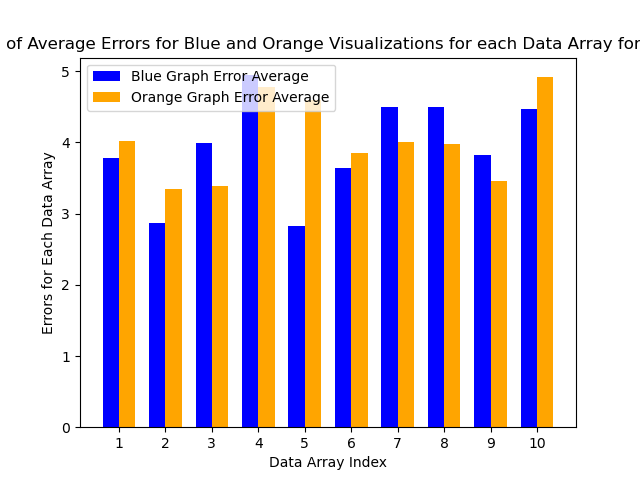 of Average Errors for Blue and Orange Visualizations for each Data Array for
Blue Graph Error Average
Orange Graph Error Average
Errors for Each Data Array
5
4
3
2
1
0
1 2 3 4 5 6 7 8 9 10
Data Array Index